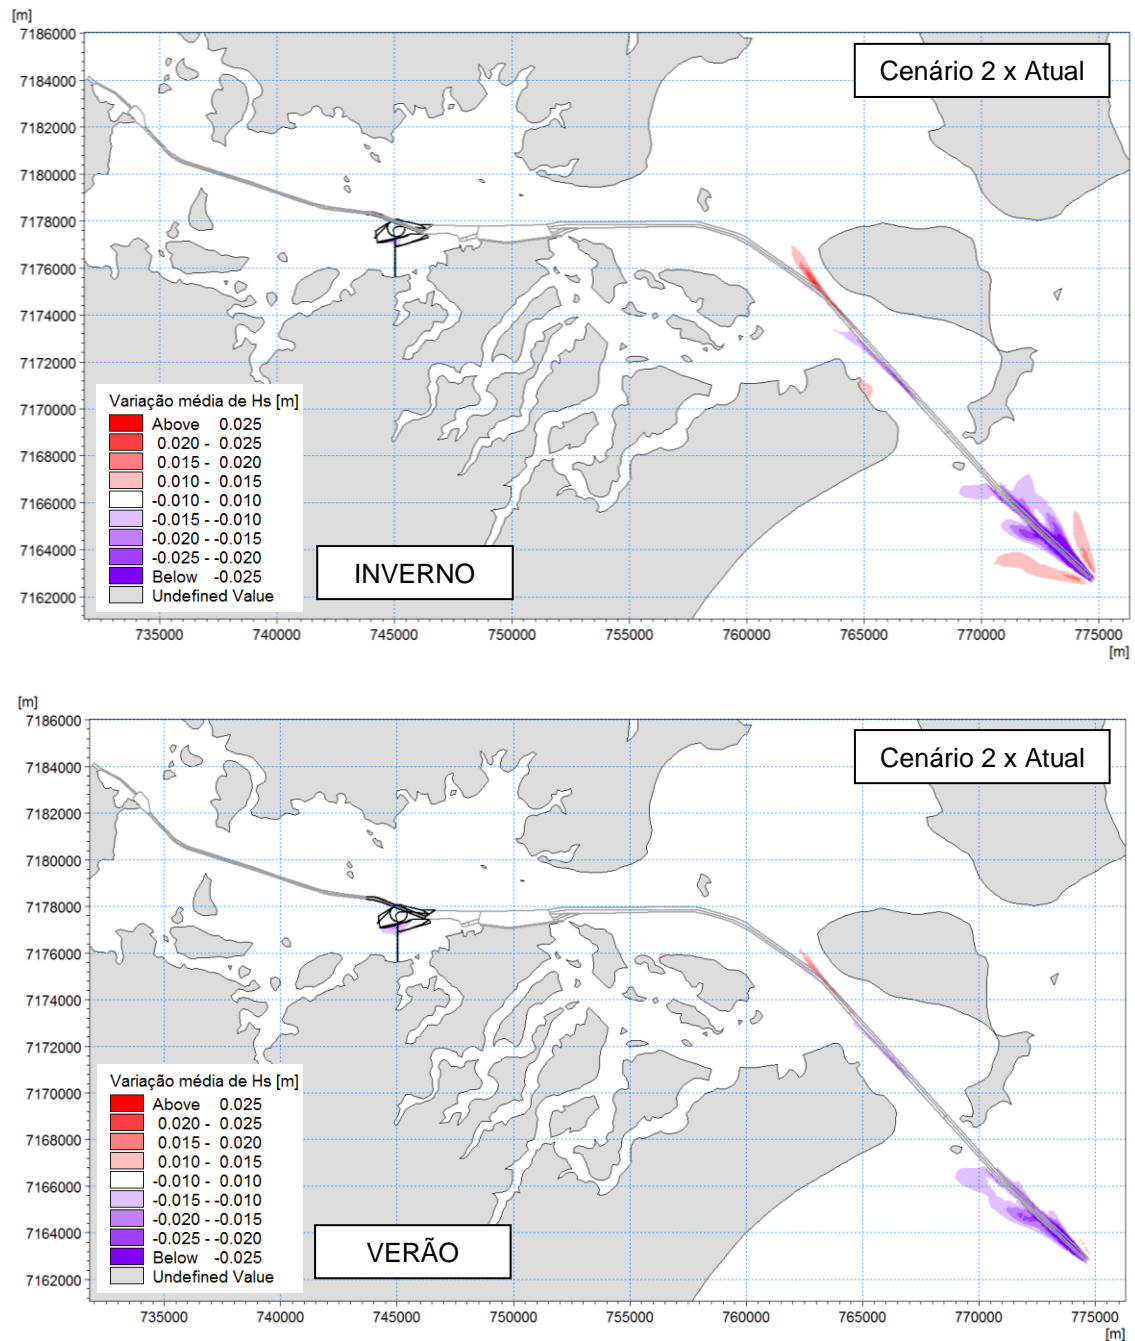 [m]
7186000
Cenário 2 x Atual
7184000
7182000
7180000
7178000
7176000
7174000
7172000
7170000
7168000
7166000
7164000
7162000
Variação média de Hs [m]
Above 0.025
0.020 - 0.025
0.015 - 0.020
0.010 - 0.015
-0.010 - 0.010
-0.015 - -0.010
-0.020 - -0.015
-0.025 - -0.020
Below -0.025
Undefined Value
INVERNO
735000 740000 745000 750000 755000 760000 765000 770000 775000
[m]
[m]
7186000
Cenário 2 x Atual
7184000
7182000
7180000
7178000
7176000
7174000
7172000
7170000
7168000
7166000
7164000
7162000
Variação média de Hs [m]
Above 0.025
0.020 - 0.025
0.015 - 0.020
0.010 - 0.015
-0.010 - 0.010
-0.015 - -0.010
-0.020 - -0.015
-0.025 - -0.020
Below -0.025
Undefined Value
VERÃO
735000 740000 745000 750000 755000 760000 765000 770000 775000
[m]